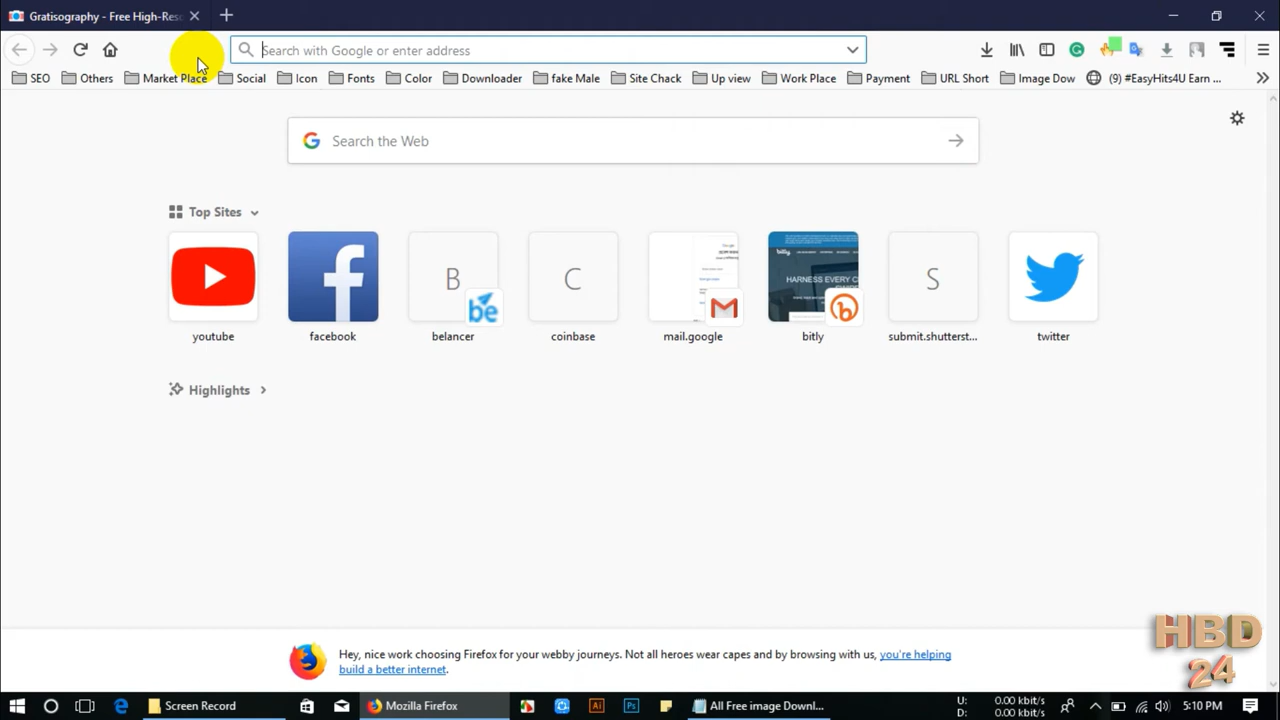 Gratisography - Free High-Res
Search with Google or enter address
SEO Others Market Place Social Icon Fonts Color Downloader fake Male Site Chack Up view Work Place Payment URL Short Image Dow (9) #EasyHits4U Earn ...
Search the Web
Top Sites
B C bitly HARNESS EVERY C S
youtube facebook belancer coinbase mail.google bitly submit.shutterst... twitter
Highlights
Hey, nice work choosing Firefox for your webby journeys. Not all heroes wear capes and by browsing with us, you're helping
build a better internet.
HBD
24
Screen Record Mozilla Firefox Ai Ps All Free image Downl... U: 0.00 kbit/s
D: 0.00 kbit/s 5:10 PM